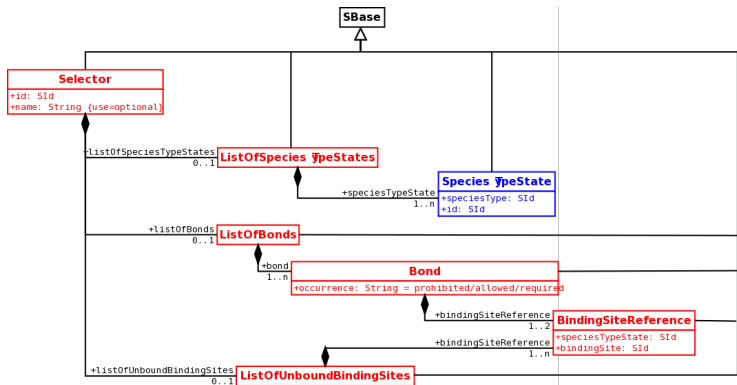 SBase
Selector
+id: SId
+name: String {use=optional}
+listOfSpeciesTypeStates
0..1
ListOfSpeciesTypeStates
+speciesTypeState
1..n
SpeciesTypeState
+speciesType: SId
+id: SId
+listOfBonds
0..1
ListOfBonds
+bond
1..n
Bond
+occurrence: String = prohibited/allowed/required
+bindingSiteReference
1..2
BindingSiteReference
+speciesTypeState: SId
+bindingSite: SId
+bindingSiteReference
1..n
+listOfUnboundBindingSites
0..1
ListOfUnboundBindingSites